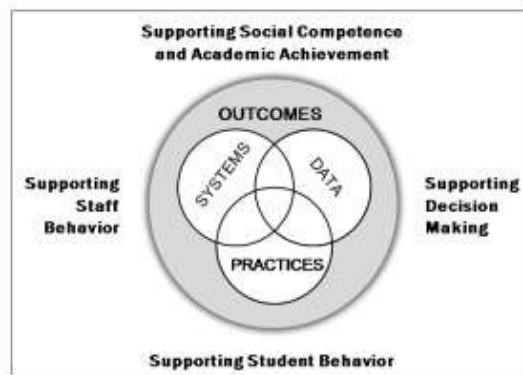 Supporting Social Competence
and Academic Achievement
OUTCOMES
SYSTEMS
DATA
Supporting
Staff
Behavior
Supporting
Decision
Making
PRACTICES
Supporting Student Behavior